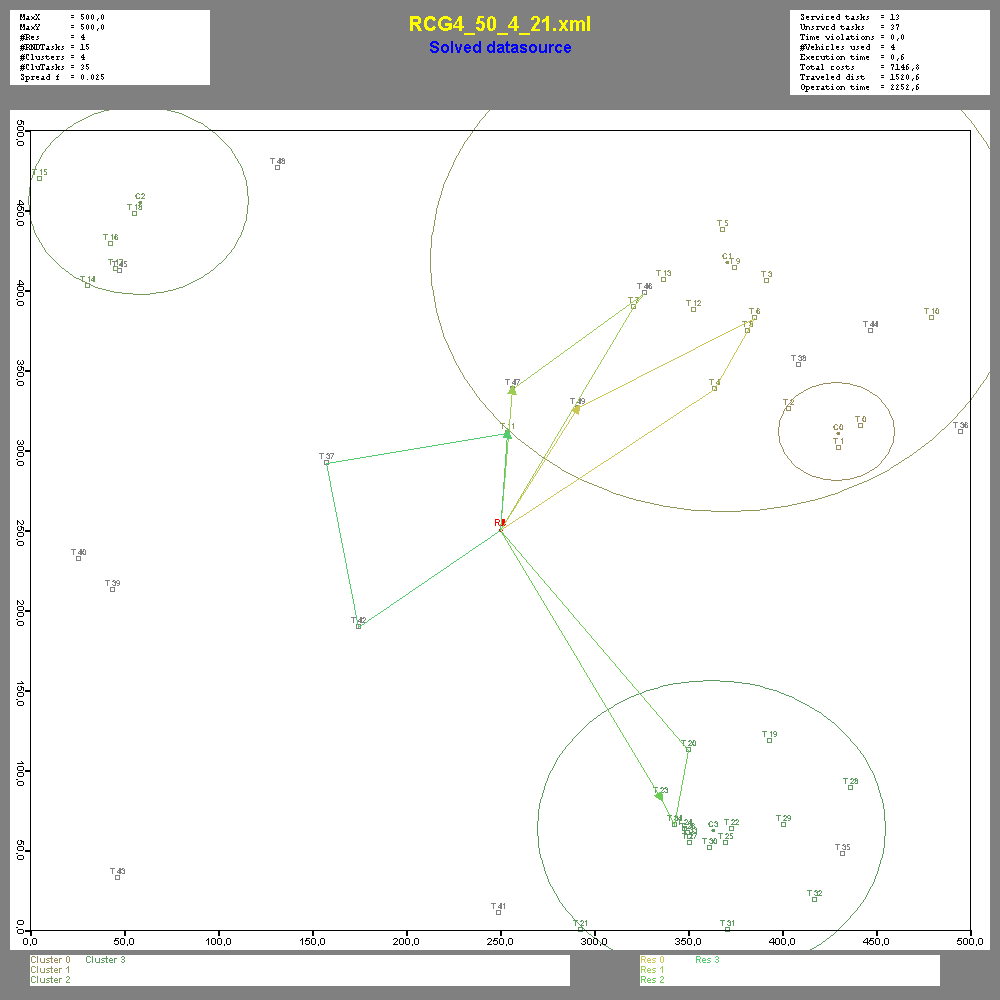 MaxX = 500,0
MaxY = 500,0
#Res = 4
#RNDTasks = 15
#Clusters = 4
#CluTasks = 35
Spread f = 0.025
RCG4_50_4_21.xml
Solved datasource
Serviced tasks = 13
Unsrvcd tasks = 37
Time violations = 0,0
#Vehicles used = 4
Execution time = 0,6
Total costs = 7146,8
Traveled dist = 1520,6
Operation time = 2252,6
500,0
T 48
T 15
C2
T 18
450,0
T 5
T 16
C1
T 9
T 45
T 13
T 3
T 14
400,0
T 46
T 7
T 12
T 6
T 10
T 8
T 44
350,0
T 38
T 47
T 4
T 49
T 2
T 0
T 11
C0
T 36
300,0
T 1
T 37
250,0
T 40
T 39
200,0
T 42
150,0
T 20
T 19
100,0
T 23
T 28
T 22
C3
T 29
T 27
T 25
T 30
50,0
T 35
T 43
T 32
T 41
T 21
T 31
0,0
0,0 50,0 100,0 150,0 200,0 250,0 300,0 350,0 400,0 450,0 500,0
Cluster 0 Cluster 3
Cluster 1
Cluster 2
Res 0 Res 3
Res 1
Res 2